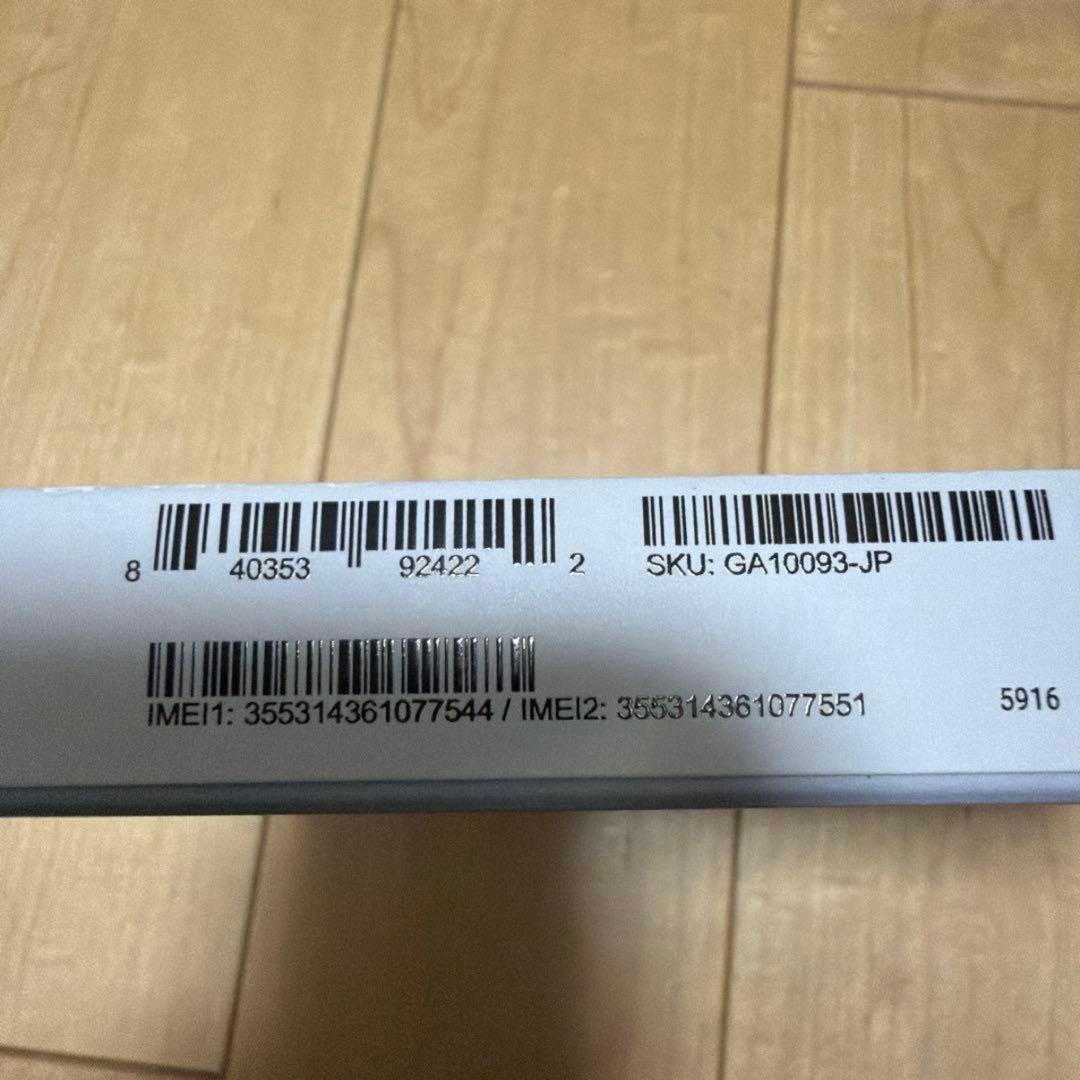 8 40353 92422 2
SKU: GA10093-JP
IMEI1: 355314361077544 / IMEI2: 355314361077551
5916